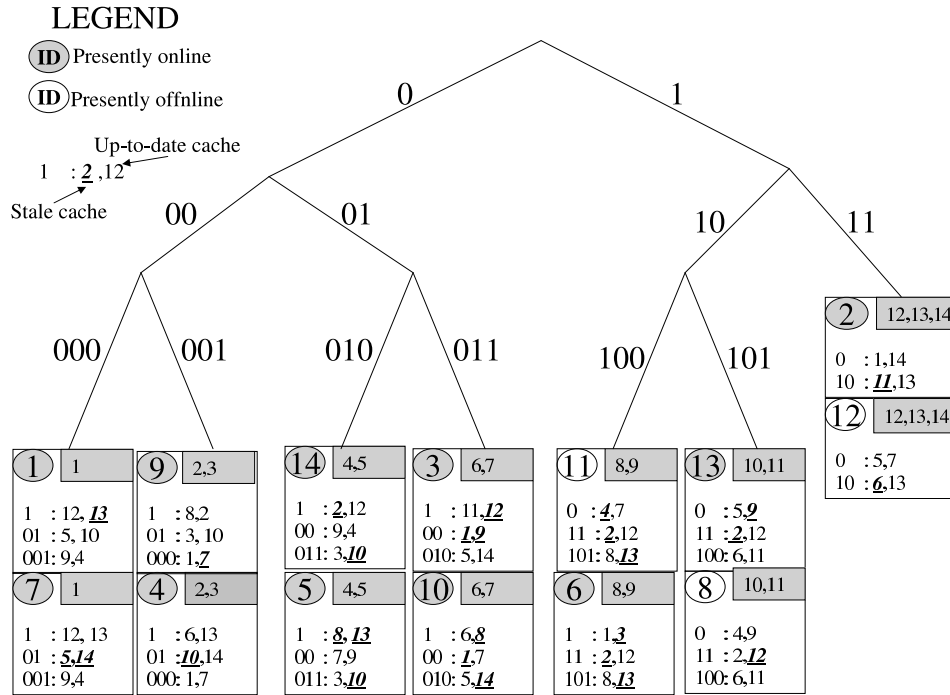 LEGEND
ID Presently online
ID Presently offnline
Up-to-date cache
1 : 2 ,12
Stale cache
0
1
00
01
10
11
000
001
010
011
100
101
2 12,13,14
0 : 1,14
10 : 11,13
12 12,13,14
0 : 5,7
10 : 6,13
1 1
1 : 12, 13
01 : 5, 10
001: 9,4
9 2,3
1 : 8,2
01 : 3, 10
000: 1,7
14 4,5
1 : 2,12
00 : 9,4
011: 3,10
3 6,7
1 : 11,12
00 : 1,9
010: 5,14
11 8,9
0 : 4,7
11 : 2,12
101: 8,13
13 10,11
0 : 5,9
11 : 2,12
100: 6,11
7 1
1 : 12, 13
01 : 5,14
001: 9,4
4 2,3
1 : 6,13
01 : 10,14
000: 1,7
5 4,5
1 : 8, 13
00 : 7,9
011: 3,10
10 6,7
1 : 6,8
00 : 1,7
010: 5,14
6 8,9
1 : 1,3
11 : 2,12
101: 8,13
8 10,11
0 : 4,9
11 : 2,12
100: 6,11